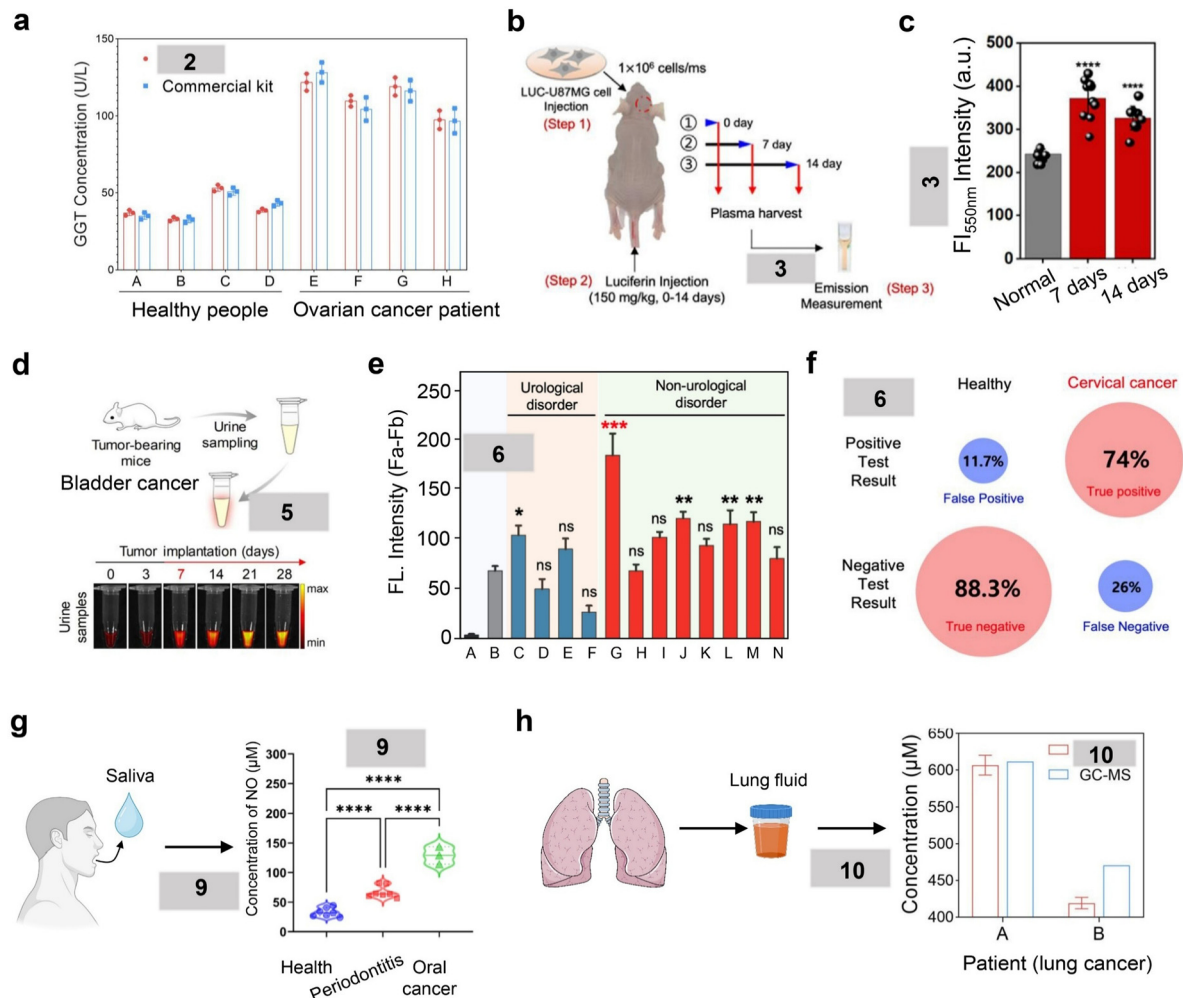 a
GGT Concentration (U/L)
150
100
50
0
2
Commercial kit
A B C D E F G H
Healthy people
Ovarian cancer patient
b
1×10⁶ cells/ms
LUC-U87MG cell
Injection
(Step 1)
① 0 day
② 7 day
③ 14 day
Plasma harvest
3
(Step 2)
Luciferin Injection
(150 mg/kg, 0-14 days)
Emission
Measurement
(Step 3)
c
3
FI550nm Intensity (a.u.)
500
400
300
200
100
0
****
****
Normal
7 days
14 days
d
Tumor-bearing
mice
Urine
sampling
Bladder cancer
5
Tumor implantation (days)
0 3 7 14 21 28
Urine
samples
max
min
e
FL. Intensity (Fa-Fb)
250
200
150
100
50
0
Urological
disorder
Non-urological
disorder
6
* ns ns ns *** ns ns ** ns ** ** ns
A B C D E F G H I J K L M N
f
6
Healthy
Cervical cancer
Positive
Test
Result
11.7%
False Positive
74%
True positive
Negative
Test
Result
88.3%
True negative
26%
False Negative
g
Saliva
9
9
Concentration of NO (µM)
300
250
200
150
100
50
0
****
**** ****
Health
Periodontitis
Oral
cancer
h
Lung fluid
10
Concentration (µM)
650
600
550
500
450
400
10
GC-MS
A B
Patient (lung cancer)